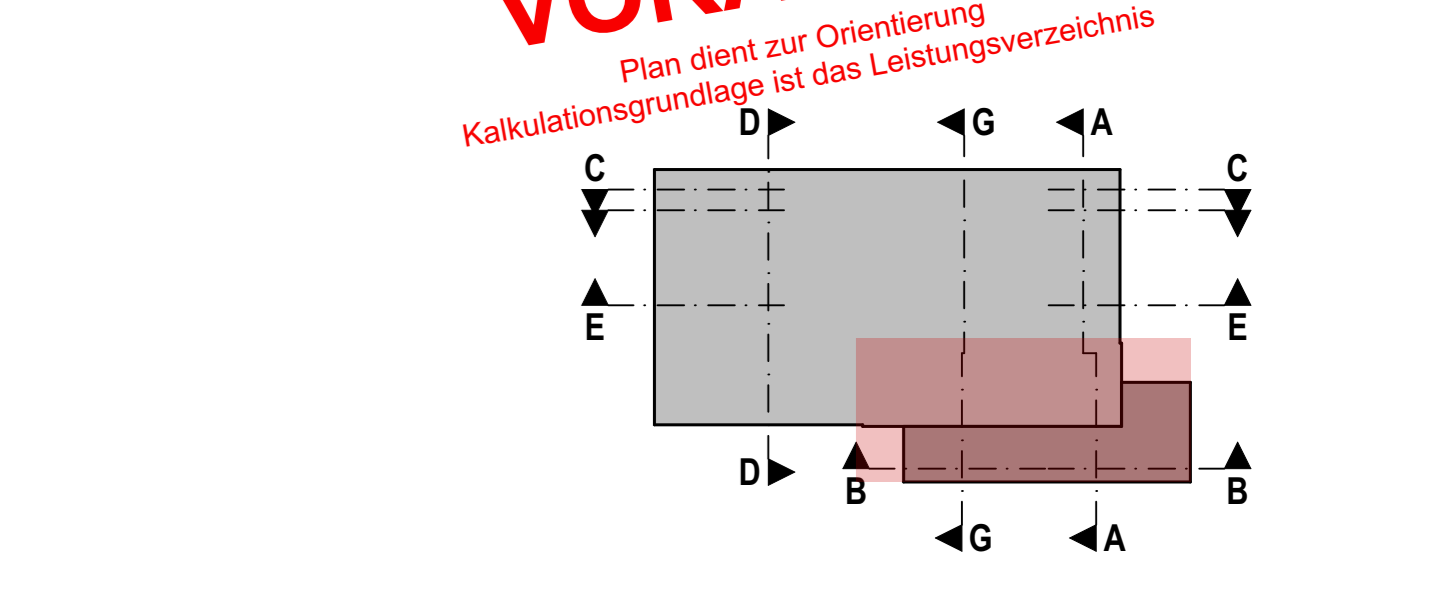 Plan dient zur Orientierung
Kalkulationsgrundlage ist das Leistungsverzeichnis
D G A
C C
E E
D B B
G A